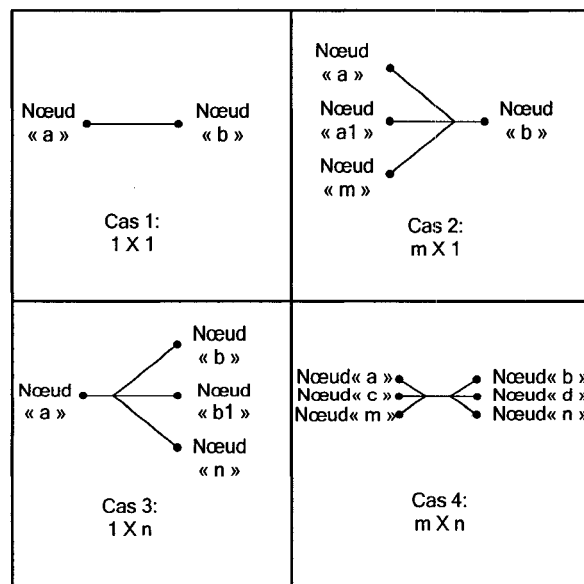 Nœud
« a »
Nœud
« b »
Cas 1:
1 X 1
Nœud
« a »
Nœud
« a1 »
Nœud
« m »
Nœud
« b »
Cas 2:
m X 1
Nœud
« a »
Nœud
« b »
Nœud
« b1 »
Nœud
« n »
Cas 3:
1 X n
Nœud« a »
Nœud« c »
Nœud« m »
Nœud« b »
Nœud« d »
Nœud« n »
Cas 4:
m X n